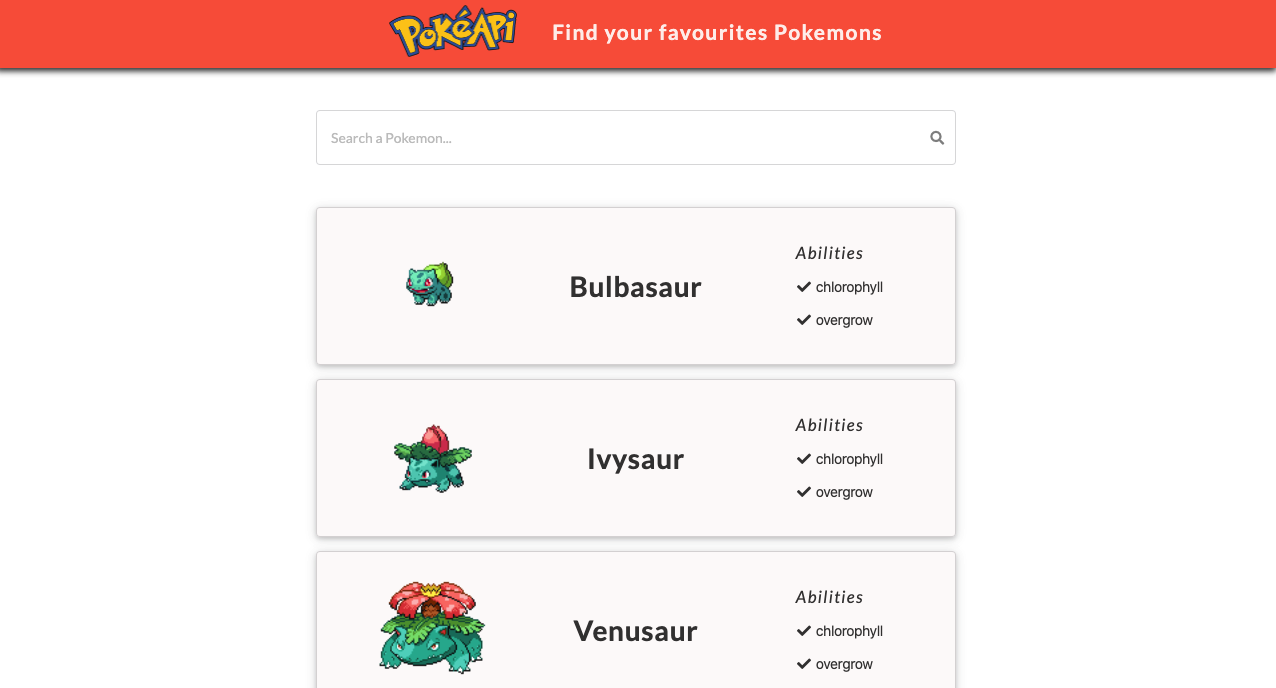 PokéAPi Find your favourites Pokemons
Search a Pokemon...
Abilities
Bulbasaur
chlorophyll
overgrow
Abilities
Ivysaur
chlorophyll
overgrow
Abilities
Venusaur
chlorophyll
overgrow